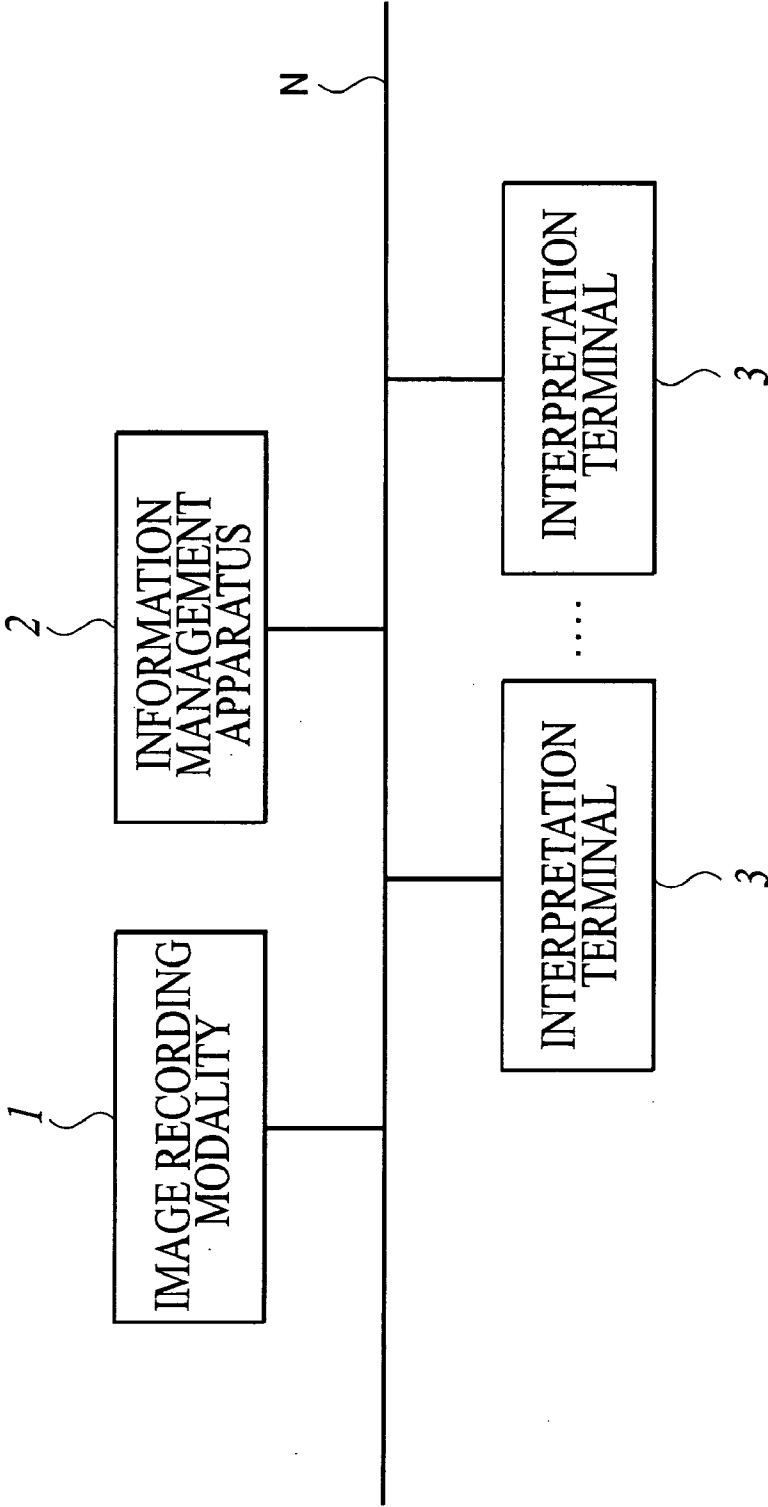 1
IMAGE RECORDING
MODALITY
2
INFORMATION
MANAGEMENT
APPARATUS
N
INTERPRETATION
TERMINAL
3
....
INTERPRETATION
TERMINAL
3